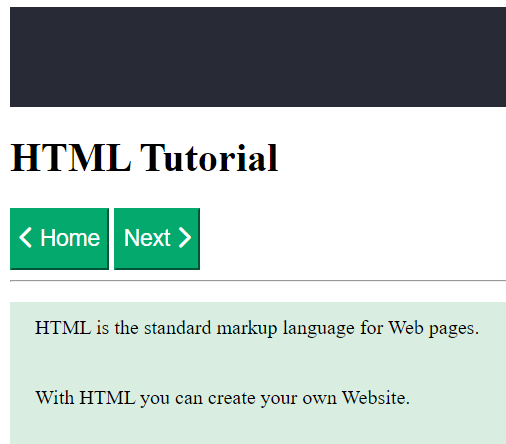 HTML Tutorial
Home Next
HTML is the standard markup language for Web pages.
With HTML you can create your own Website.